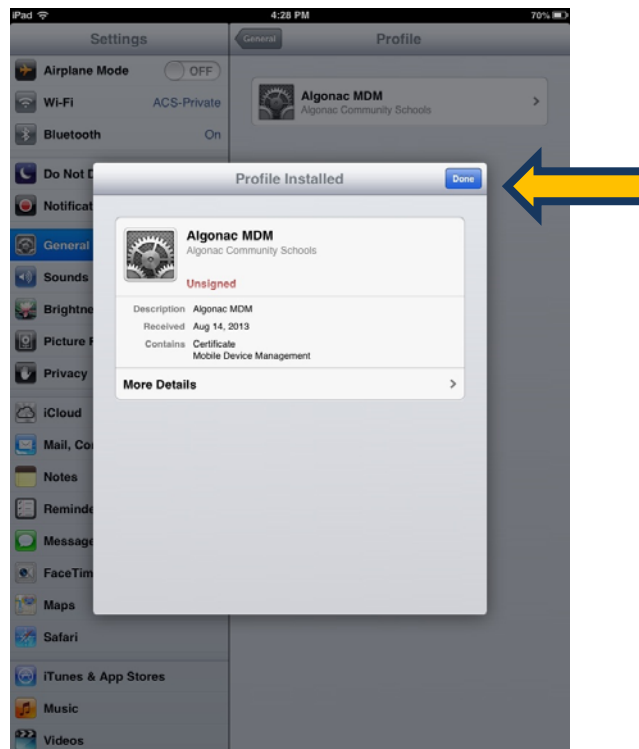 iPad 4:28 PM 70%
Settings General Profile
Airplane Mode OFF
Wi-Fi ACS-Private
Bluetooth On
Algonac MDM
Algonac Community Schools
Do Not D
Notificat
General
Sounds
Brightne
Picture F
Privacy
iCloud
Mail, Co
Notes
Reminde
Message
FaceTim
Maps
Safari
iTunes & App Stores
Music
Videos
Profile Installed Done
Algonac MDM
Algonac Community Schools
Unsigned
Description Algonac MDM
Received Aug 14, 2013
Contains Certificate
Mobile Device Management
More Details